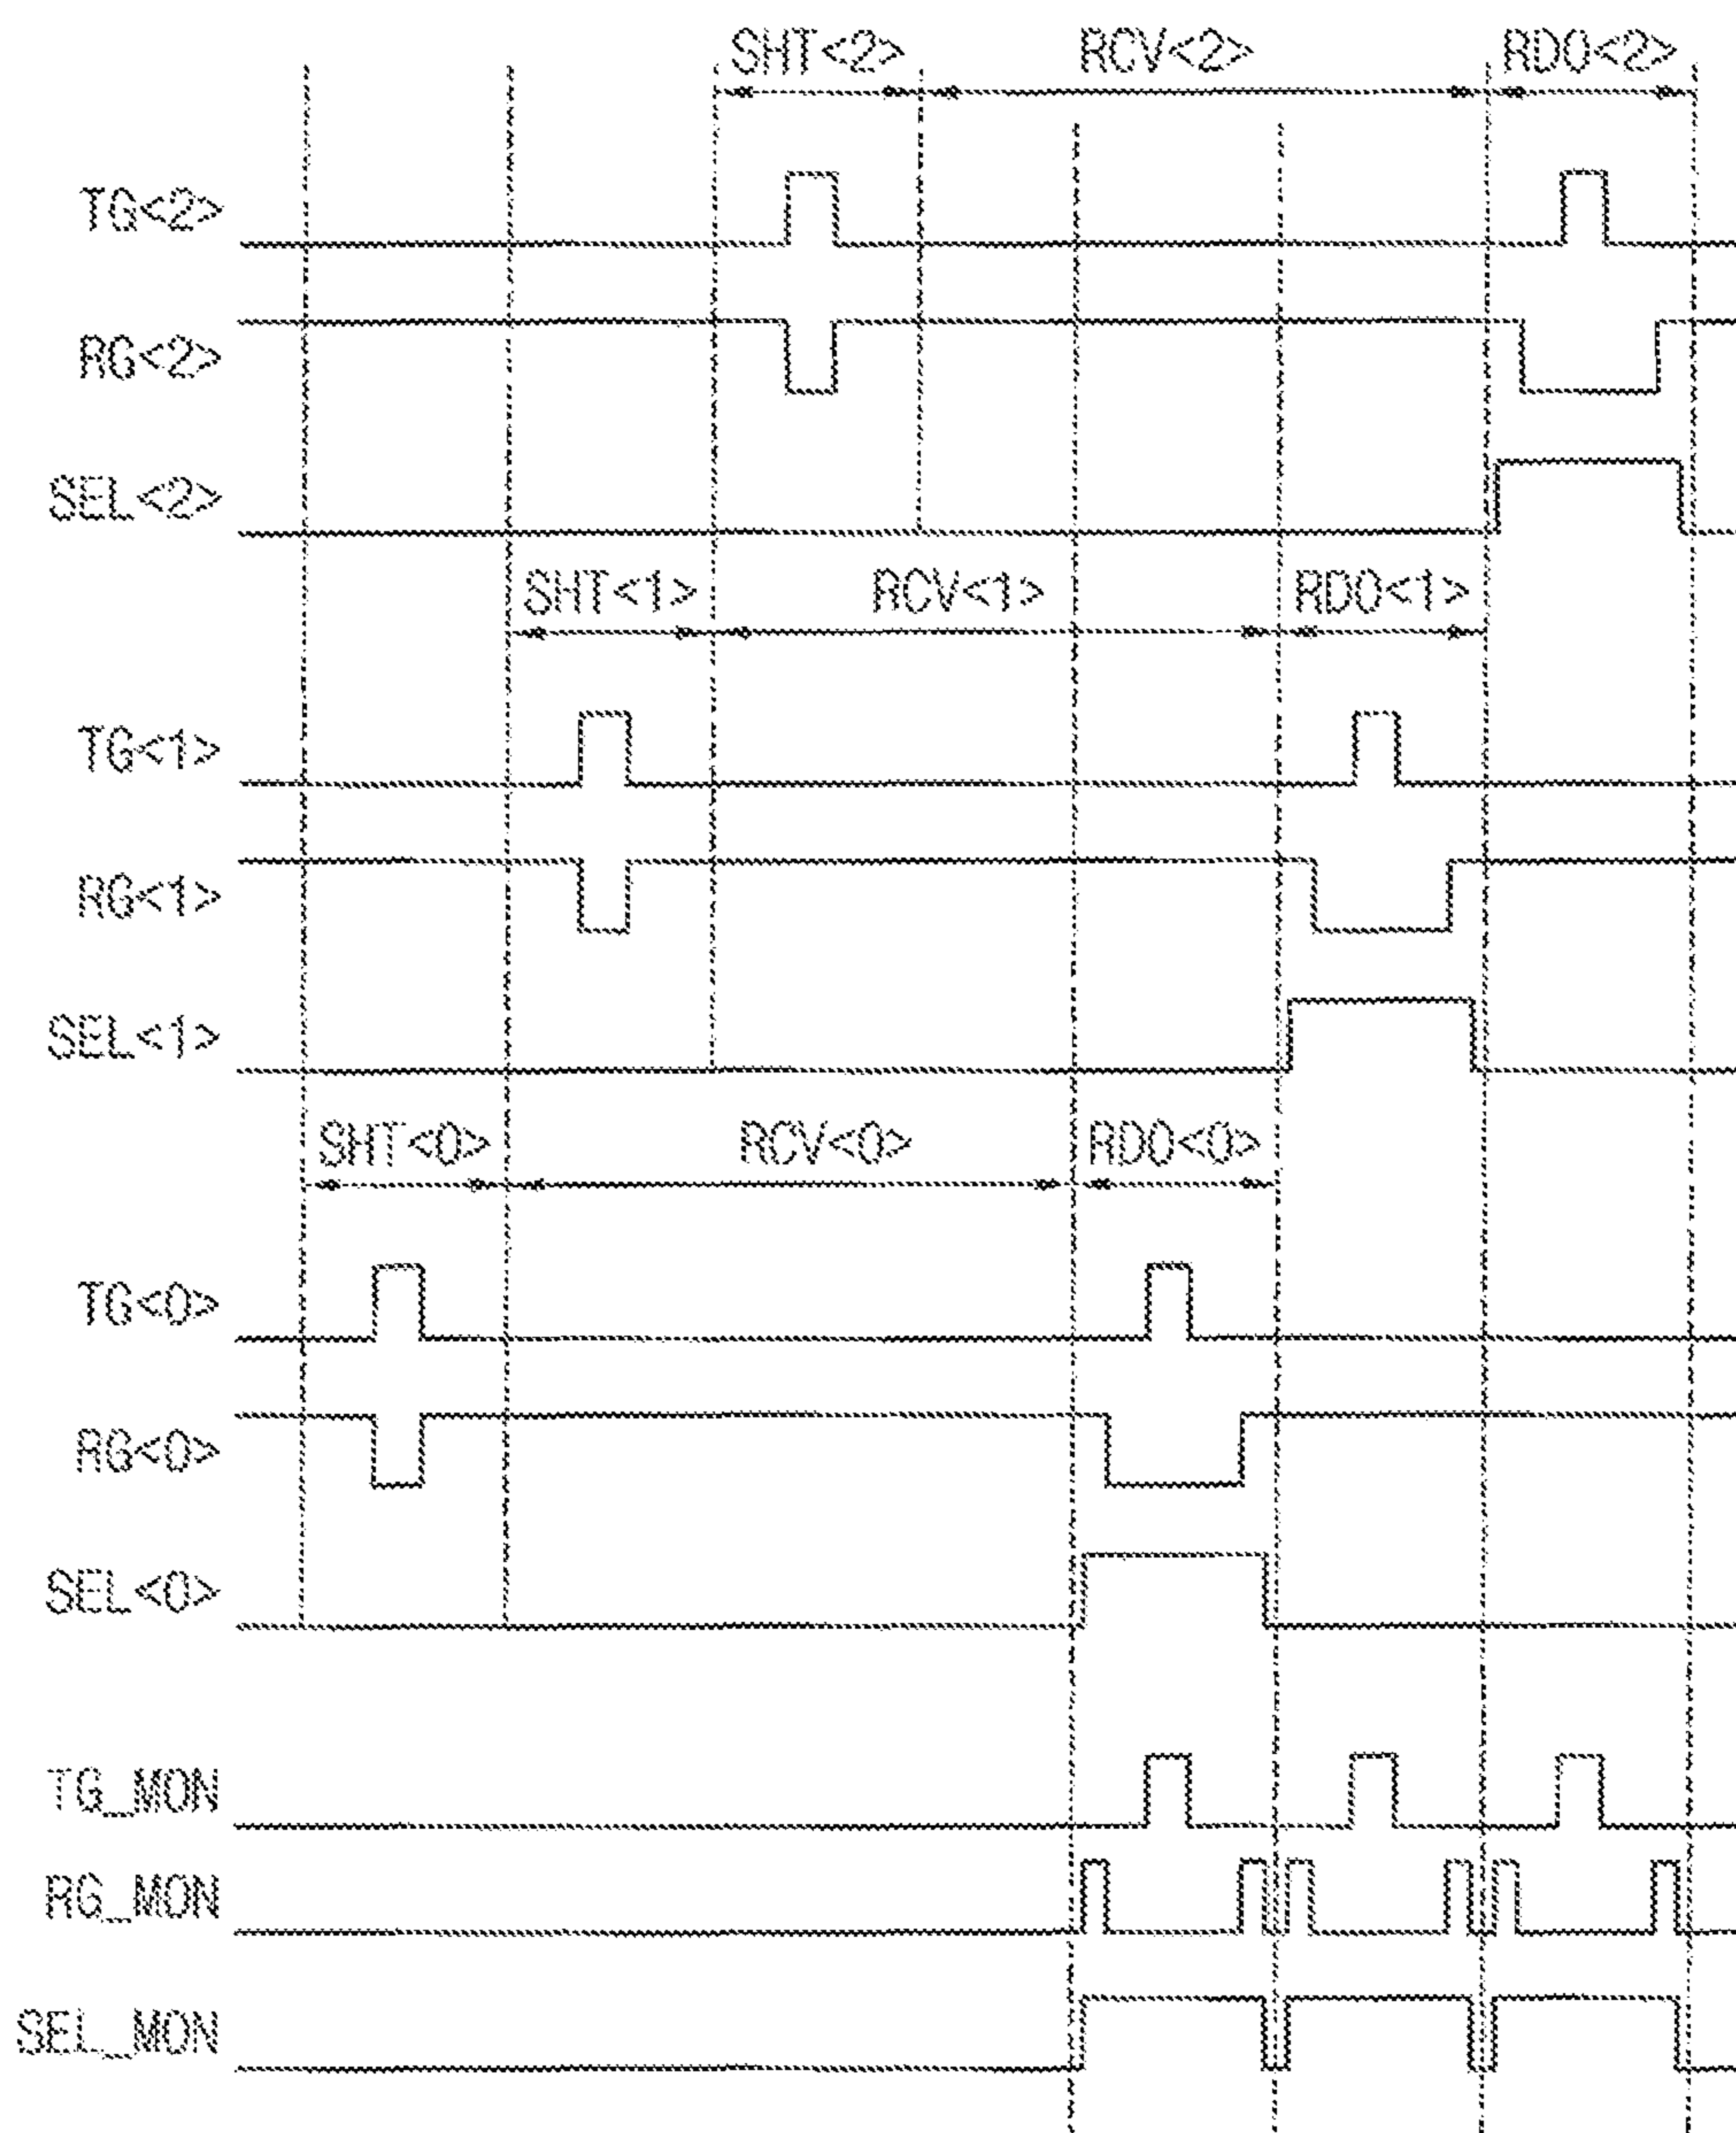 SHT<2> RCV<2> RDO<2>
TG<2>
RG<2>
SEL<2>
SHT<1> RCV<1> RDO<1>
TG<1>
RG<1>
SEL<1>
SHT<0> RCV<0> RDO<0>
TG<0>
RG<0>
SEL<0>
TG_MON
RG_MON
SEL_MON